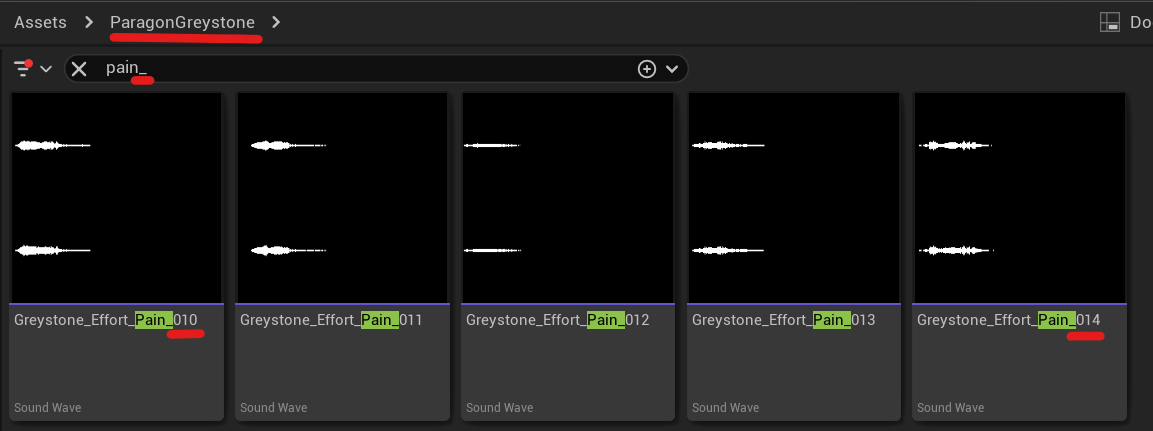 Assets > ParagonGreystone >
Do
pain_
Greystone_Effort_Pain_010
Greystone_Effort_Pain_011
Greystone_Effort_Pain_012
Greystone_Effort_Pain_013
Greystone_Effort_Pain_014
Sound Wave
Sound Wave
Sound Wave
Sound Wave
Sound Wave